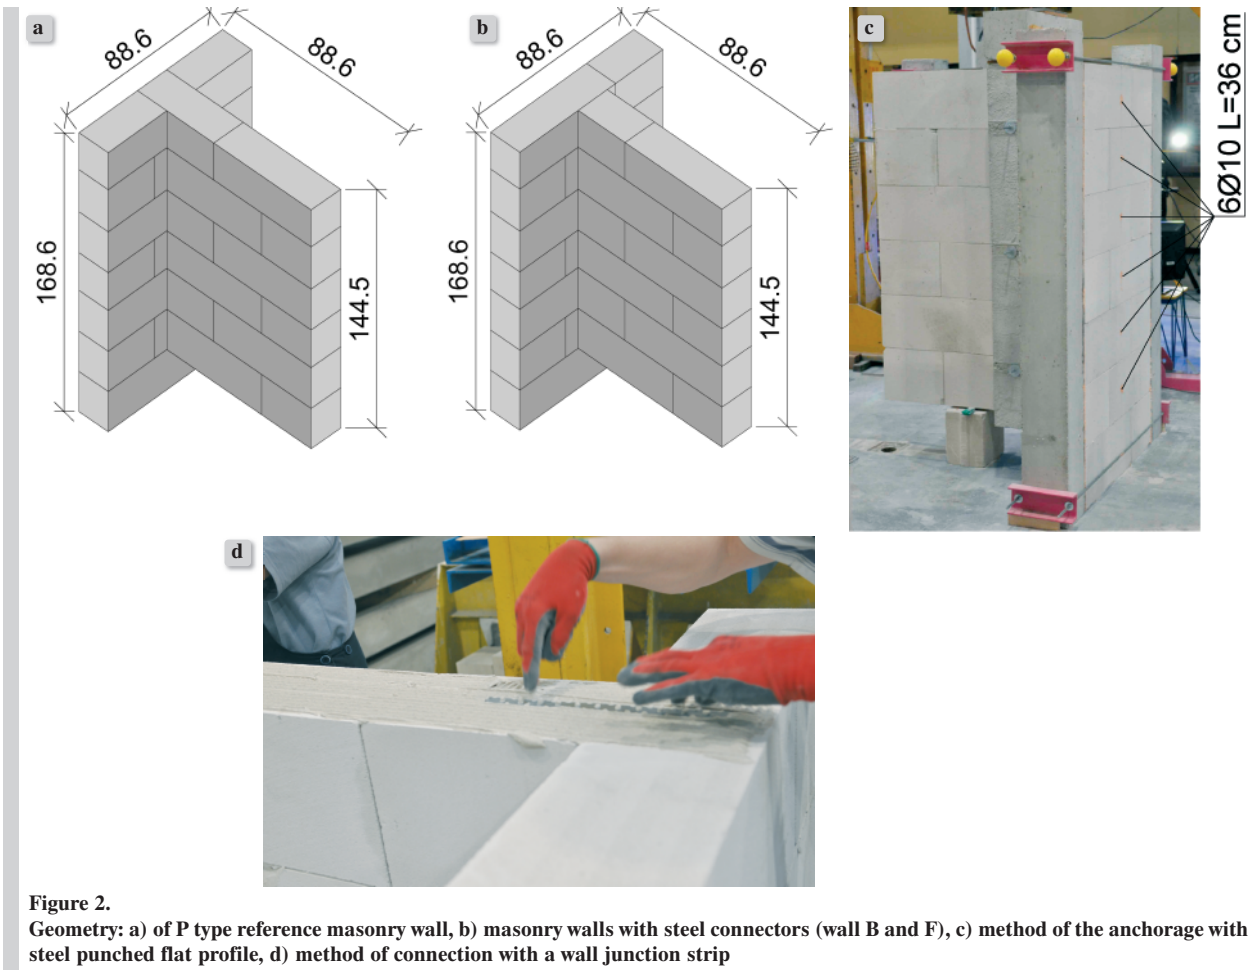 a
88.6
88.6
168.6
144.5
b
88.6
88.6
168.6
144.5
c
6Ø10 L=36 cm
d
Figure 2.
Geometry: a) of P type reference masonry wall, b) masonry walls with steel connectors (wall B and F), c) method of the anchorage with
steel punched flat profile, d) method of connection with a wall junction strip